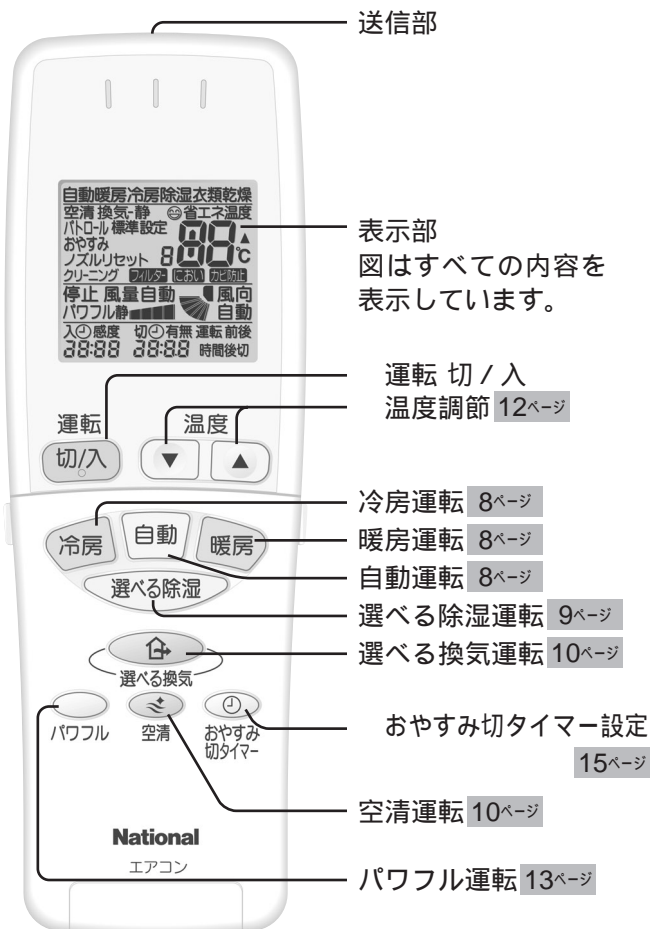 送信部
自動暖房冷房除湿衣類乾燥
空清 換気・静 省エネ温度
パトロール 標準 設定
おやすみ
ノズルリセット 8 88 ▲ ℃
クリーニング フィルター におい カビ防止
停止 風量自動 風向
パワフル静 自動
入 感度 切 有無 運転 前後
88:88 88:88 時間後切
表示部
図はすべての内容を
表示しています。
運転 切 / 入
温度調節 12ページ
運転 温度
切/入 ▼ ▲
冷房運転 8ページ
冷房 自動 暖房
暖房運転 8ページ
自動運転 8ページ
選べる除湿
選べる除湿運転 9ページ
選べる換気運転 10ページ
選べる換気
パワフル 空清 おやすみ
切タイマー
おやすみ切タイマー設定
15ページ
空清運転 10ページ
National
エアコン
パワフル運転 13ページ